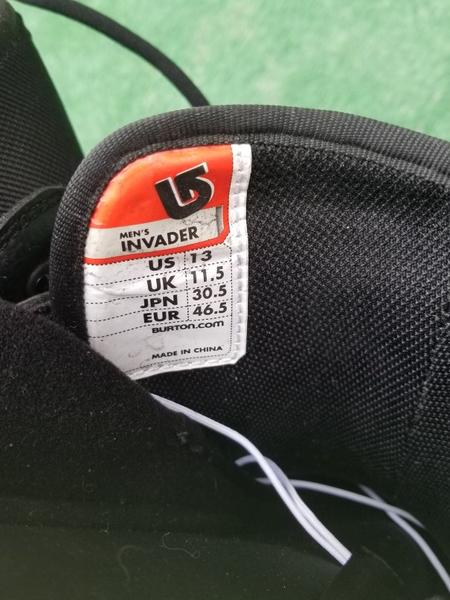 MEN'S
INVADER
US 13
UK 11.5
JPN 30.5
EUR 46.5
BURTON.COM
MADE IN CHINA